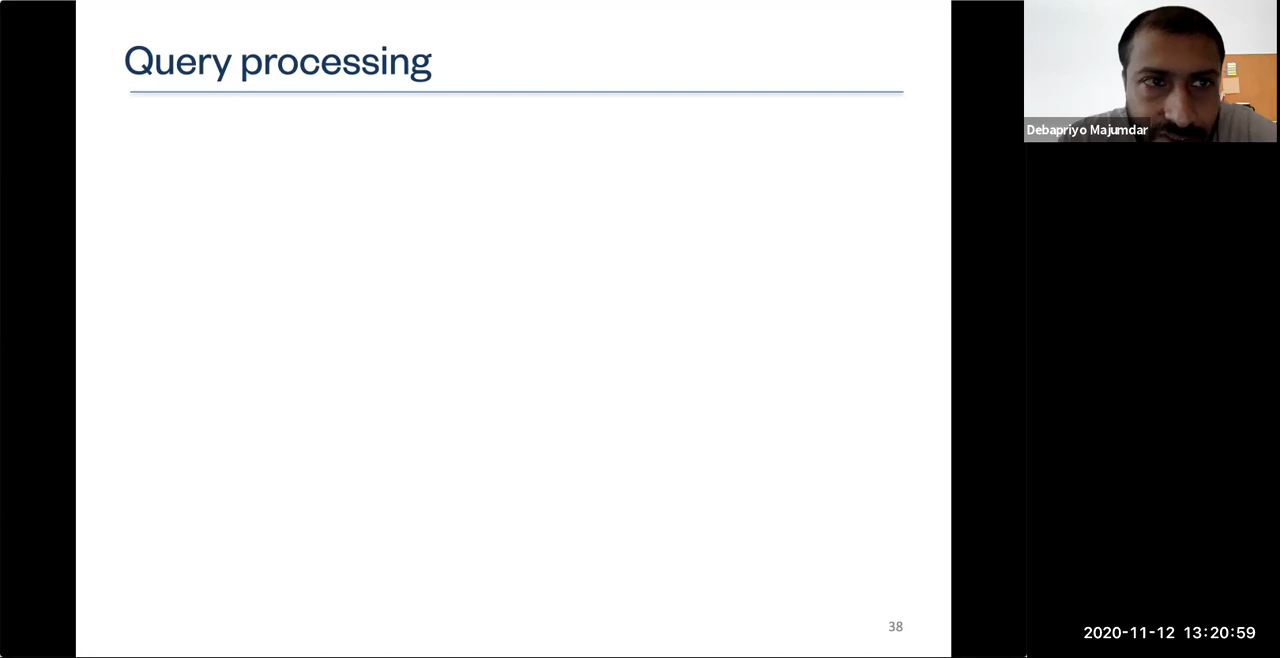 Query processing
Debapriyo Majumdar
38
2020-11-12 13:20:59